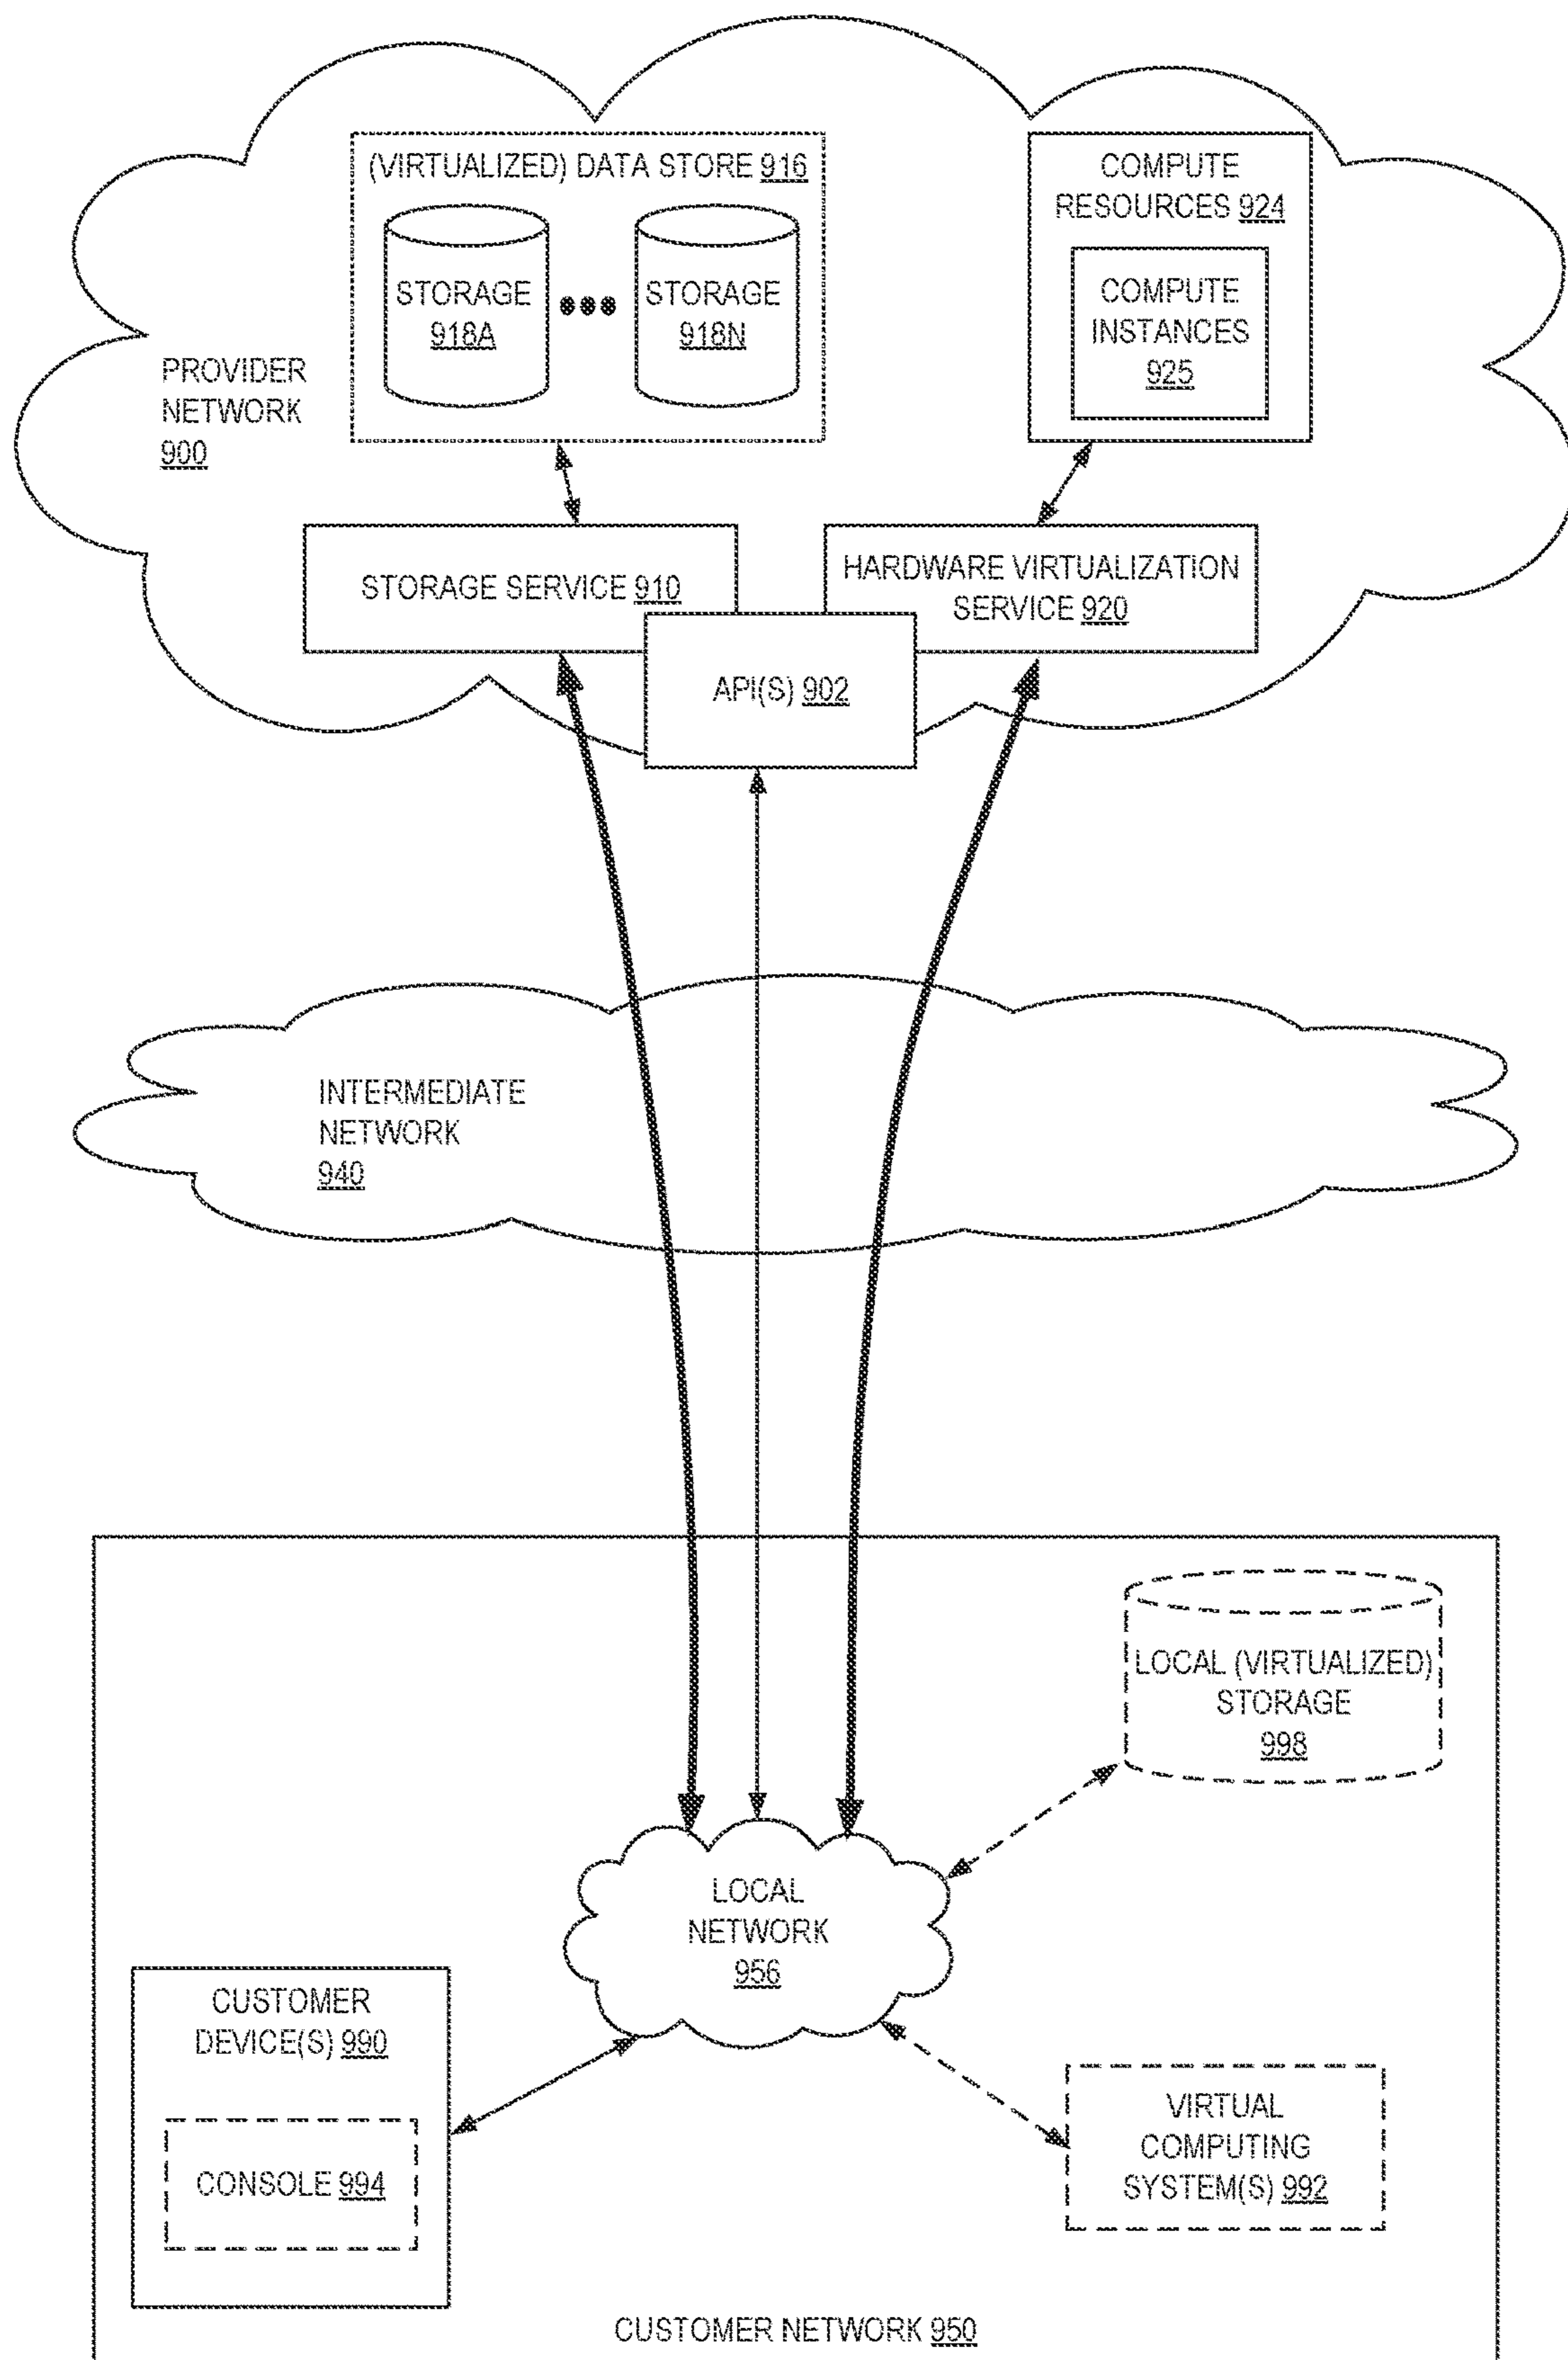 (VIRTUALIZED) DATA STORE 916
STORAGE
918A
STORAGE
918N
COMPUTE
RESOURCES 924
COMPUTE
INSTANCES
925
PROVIDER
NETWORK
900
STORAGE SERVICE 910
HARDWARE VIRTUALIZATION
SERVICE 920
API(S) 902
INTERMEDIATE
NETWORK
940
LOCAL (VIRTUALIZED)
STORAGE
998
LOCAL
NETWORK
956
CUSTOMER
DEVICE(S) 990
CONSOLE 994
VIRTUAL
COMPUTING
SYSTEM(S) 992
CUSTOMER NETWORK 950